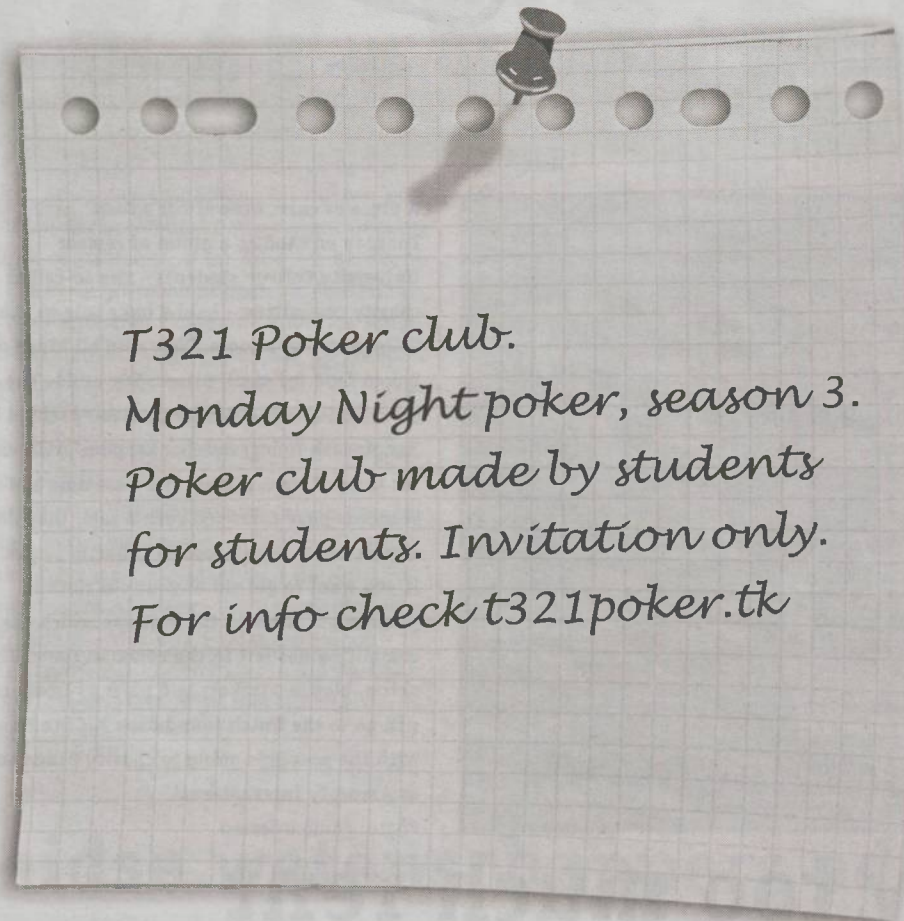 T321 Poker club.
Monday Night poker, season 3.
Poker club made by students
for students. Invitation only.
For info check t321poker.tk